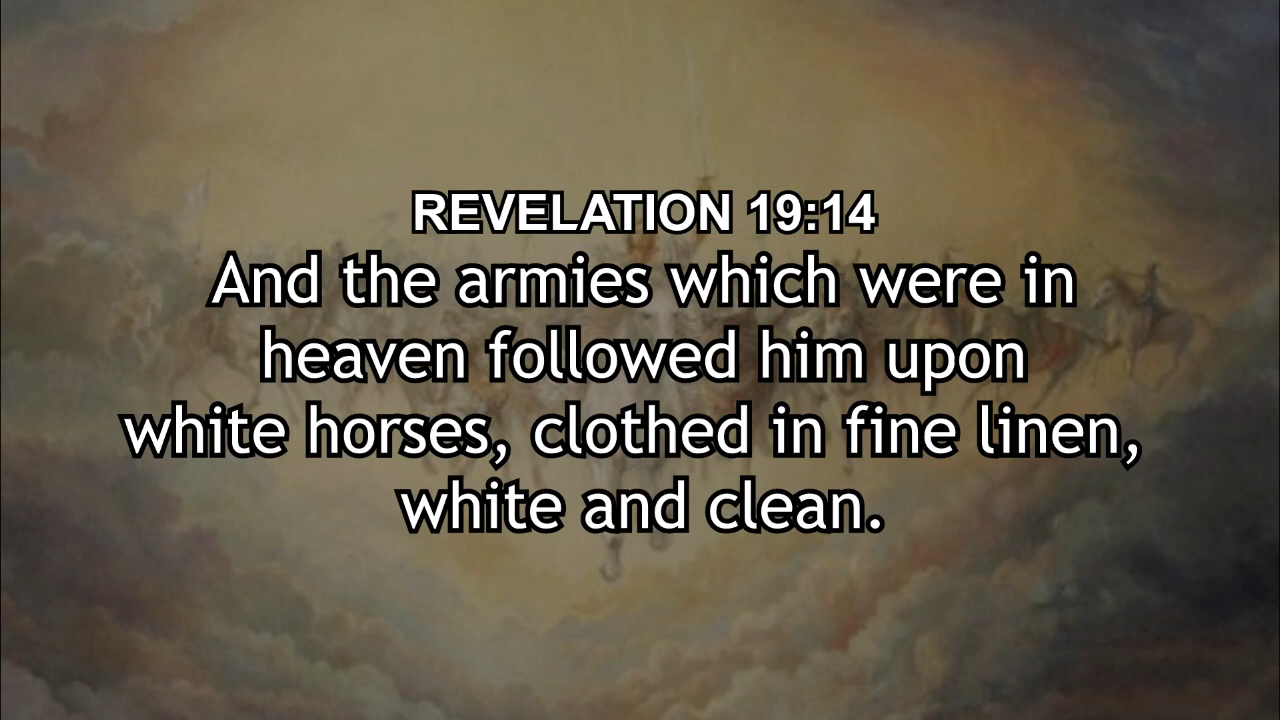 REVELATION 19:14
And the armies which were in
heaven followed him upon
white horses, clothed in fine linen,
white and clean.